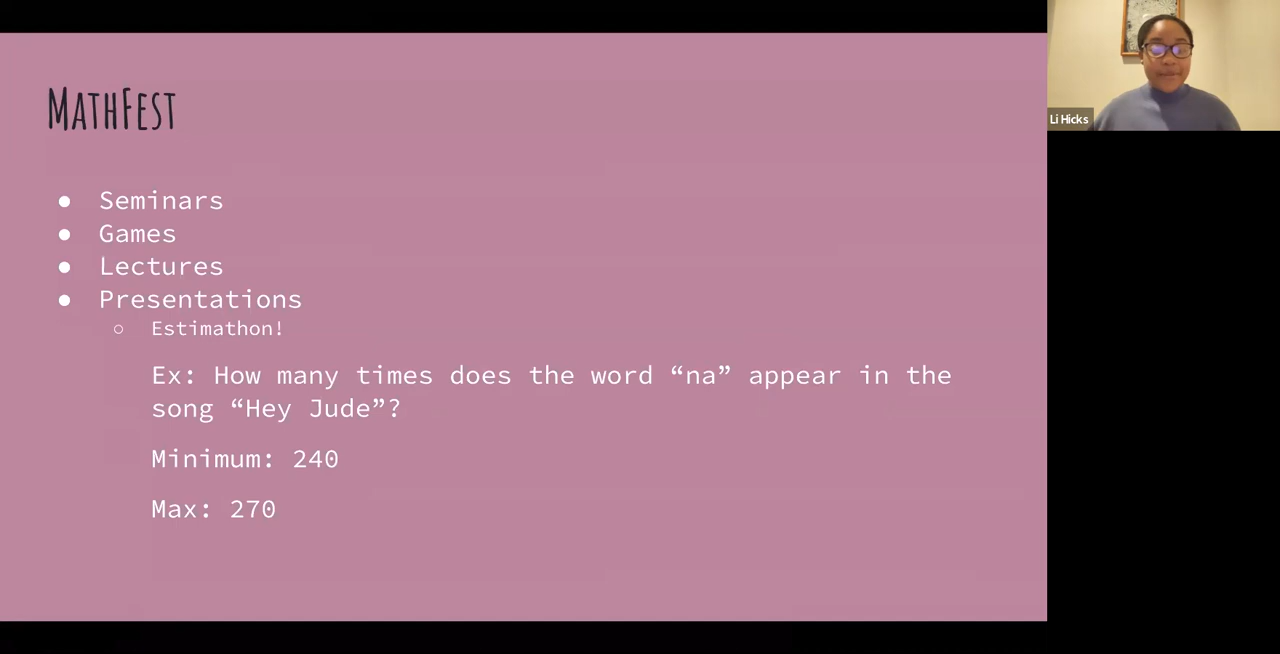 MATHFEST
● Seminars
● Games
● Lectures
● Presentations
○ Estimathon!
Ex: How many times does the word “na” appear in the
song “Hey Jude”?
Minimum: 240
Max: 270
Li Hicks